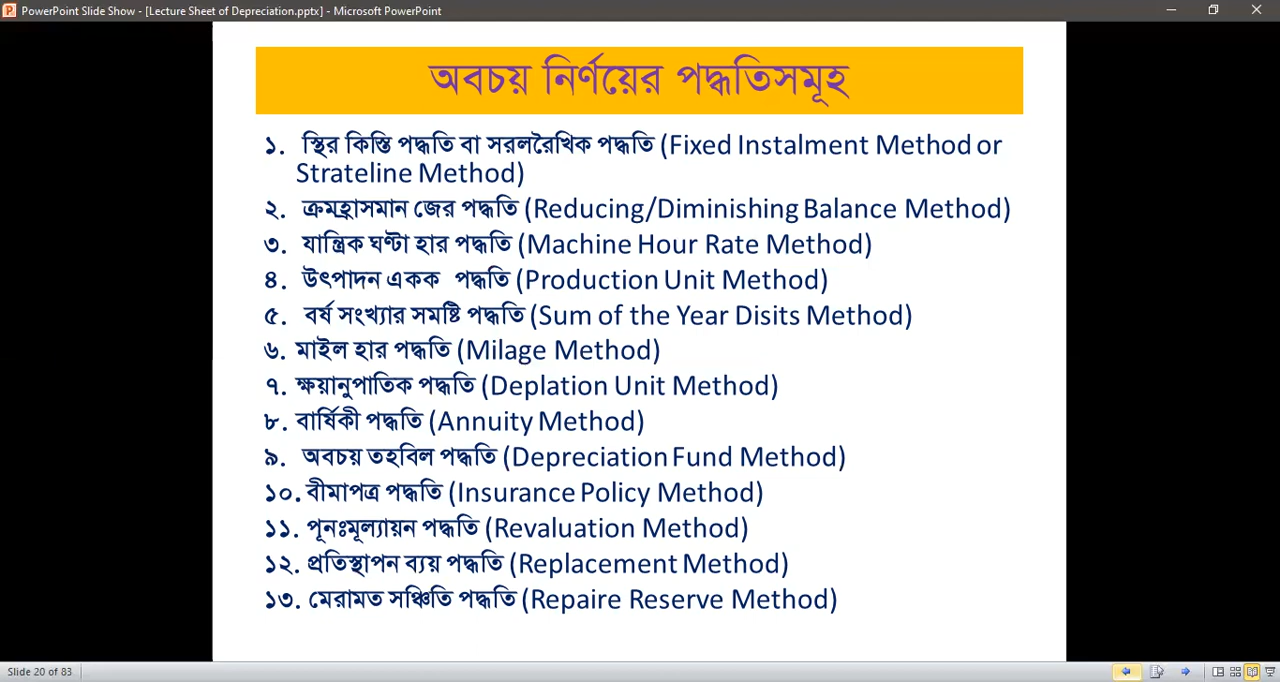 PowerPoint Slide Show - [Lecture Sheet of Depreciation.pptx] - Microsoft PowerPoint
অবচয় নির্ণয়ের পদ্ধতিসমূহ
১. স্থির কিস্তি পদ্ধতি বা সরলরৈখিক পদ্ধতি (Fixed Instalment Method or
Strateline Method)
২. ক্রমহ্রাসমান জের পদ্ধতি (Reducing/Diminishing Balance Method)
৩. যান্ত্রিক ঘণ্টা হার পদ্ধতি (Machine Hour Rate Method)
৪. উৎপাদন একক পদ্ধতি (Production Unit Method)
৫. বর্ষ সংখ্যার সমষ্টি পদ্ধতি (Sum of the Year Disits Method)
৬. মাইল হার পদ্ধতি (Milage Method)
৭. ক্ষয়ানুপাতিক পদ্ধতি (Deplation Unit Method)
৮. বার্ষিকী পদ্ধতি (Annuity Method)
৯. অবচয় তহবিল পদ্ধতি (Depreciation Fund Method)
১০. বীমাপত্র পদ্ধতি (Insurance Policy Method)
১১. পূনঃমূল্যায়ন পদ্ধতি (Revaluation Method)
১২. প্রতিস্থাপন ব্যয় পদ্ধতি (Replacement Method)
১৩. মেরামত সঞ্চিতি পদ্ধতি (Repaire Reserve Method)
Slide 20 of 83